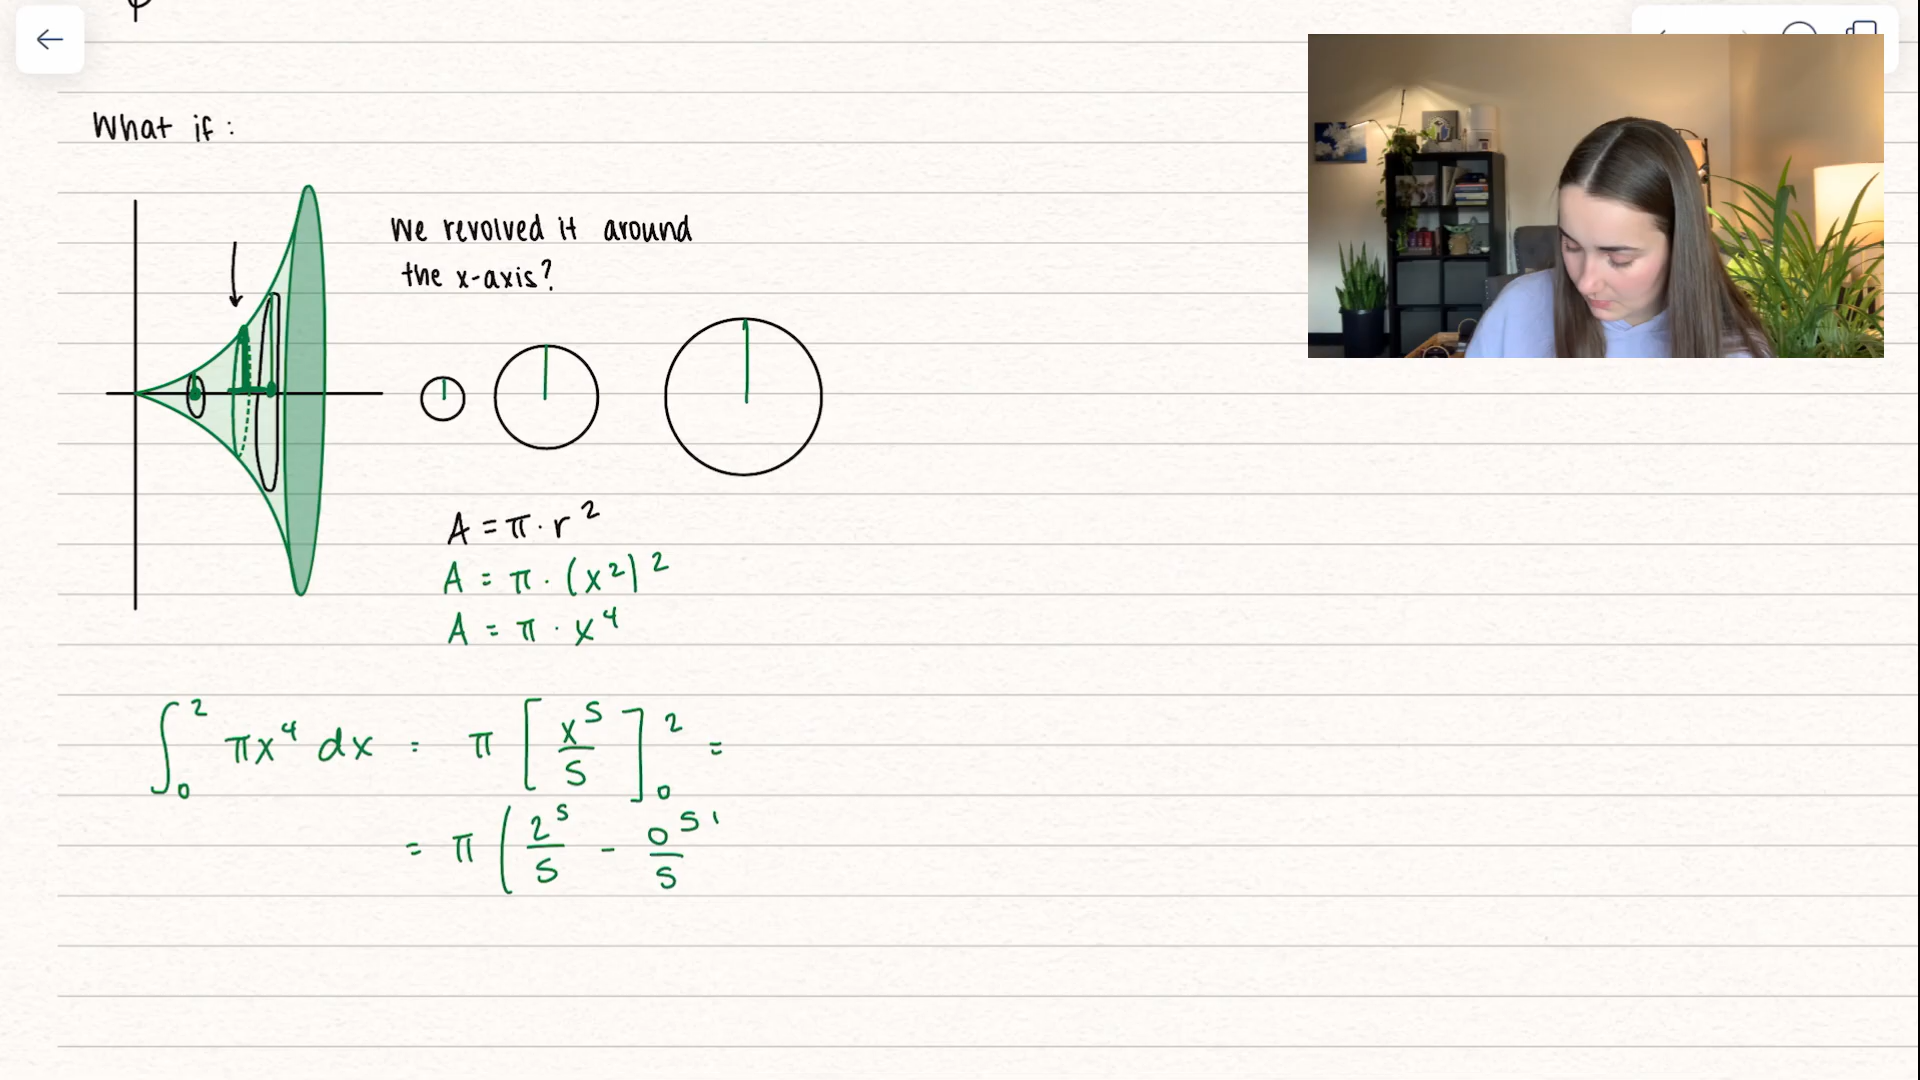 What if :
We revolved it around
the x-axis?
A = π · r²
A = π · (x²)²
A = π · x⁴
∫₀² πx⁴ dx = π [ x⁵/5 ]₀² =
= π ( 2⁵/5 - 0⁵/5